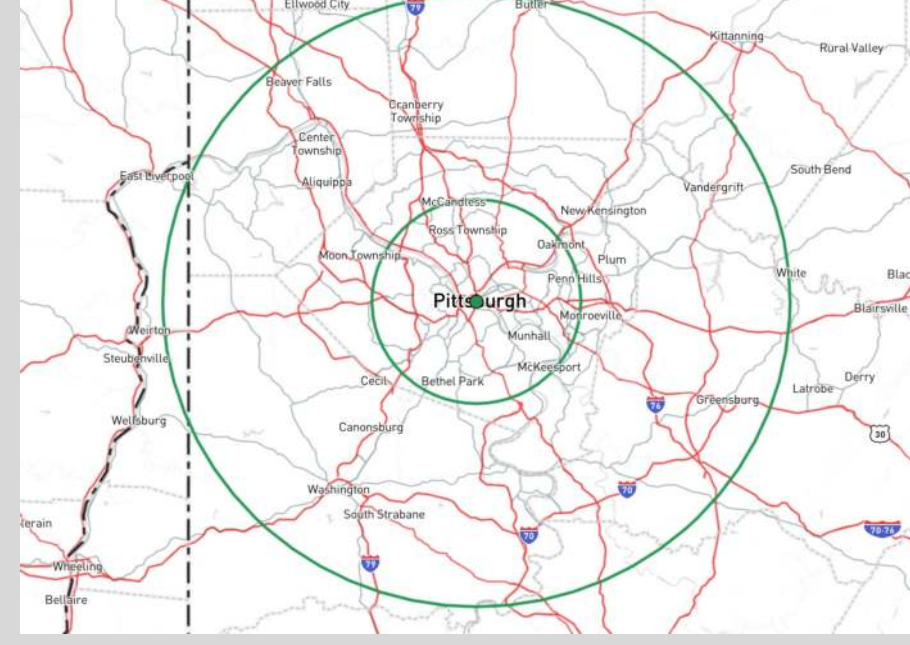 Ellwood City
79
Butler
Kittanning
Rural Valley
Beaver Falls
Cranberry
Township
Center
Township
South Bend
East Liverpool
Aliquippa
Vandergrift
McCandless
New Kensington
Ross Township
Oakmont
Moon Township
Plum
White
Penn Hills
Blac
Pittsburgh
Blairsville
Monroeville
Weirton
Munhall
Steubenville
McKeesport
Cecil
Bethel Park
Derry
Latrobe
Greensburg
76
Wellsburg
Canonsburg
30
Washington
70
South Strabane
erain
70-76
70
79
Wheeling
Bellaire